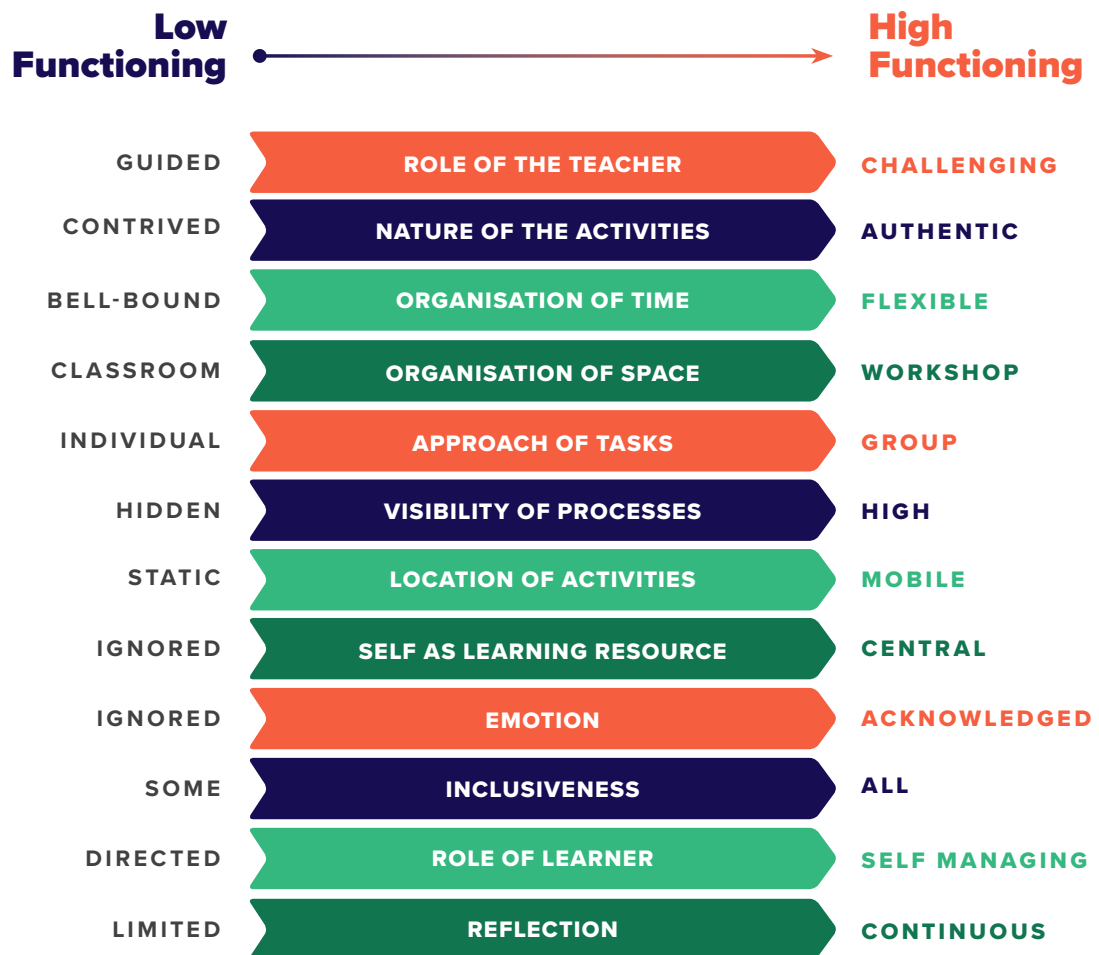 Low
Functioning
High
Functioning
GUIDED ROLE OF THE TEACHER CHALLENGING
CONTRIVED NATURE OF THE ACTIVITIES AUTHENTIC
BELL-BOUND ORGANISATION OF TIME FLEXIBLE
CLASSROOM ORGANISATION OF SPACE WORKSHOP
INDIVIDUAL APPROACH OF TASKS GROUP
HIDDEN VISIBILITY OF PROCESSES HIGH
STATIC LOCATION OF ACTIVITIES MOBILE
IGNORED SELF AS LEARNING RESOURCE CENTRAL
IGNORED EMOTION ACKNOWLEDGED
SOME INCLUSIVENESS ALL
DIRECTED ROLE OF LEARNER SELF MANAGING
LIMITED REFLECTION CONTINUOUS